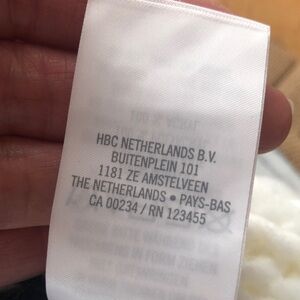 HBC NETHERLANDS B.V.
BUITENPLEIN 101
1181 ZE AMSTELVEEN
THE NETHERLANDS • PAYS-BAS
CA 00234 / RN 123455